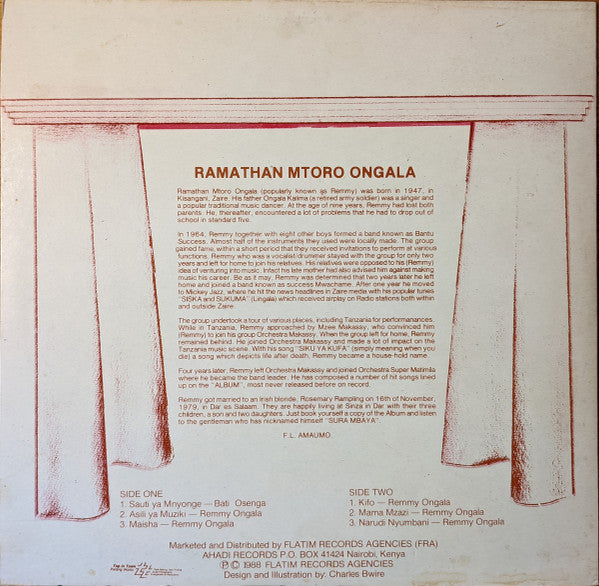 RAMATHAN MTORO ONGALA
Ramathan Mtoro Ongala (popularly known as Remmy) was born in 1947, in
Kisangani, Zaire. His father Ongala Kalima (a retired army soldier) was a singer and
a popular traditional music dancer. At the age of nine years, Remmy had lost both
parents. He, thereafter, encountered a lot of problems that he had to drop out of
school in standard five.
In 1964, Remmy together with eight other boys formed a band known as Bantu
Success. Almost half of the instruments they used were locally made. The group
gained fame, within a short period that they received invitations to perform at various
functions. Remmy who was a vocalist/drummer stayed with the group for only two
years and left for home to join his relatives. His relatives were opposed to his (Remmy)
idea of venturing into music. Infact his late mother had also advised him against making
music his career. Be as it may, Remmy was determined that two years later he left
home and joined a band known as success Mwachame. After one year he moved
to Mickey Jazz, where he hit the news headlines in Zaire media with his popular tunes
"SISKA and SUKUMA" (Lingala) which received airplay on Radio stations both within
and outside Zaire.
The group undertook a tour of various places, including Tanzania for performances.
While in Tanzania, Remmy approached by Mzee Makassy, who convinced him
(Remmy) to join his group Orchestra Makassy. When the group left for home, Remmy
remained behind. He joined Orchestra Makassy and made a lot of impact on the
Tanzania music scene. With his song "SIKU YA KUFA" (simply meaning when you
die) a song which depicts life after death, Remmy became a house-hold name.
Four years later, Remmy left Orchestra Makassy and joined Orchestra Super Matimila
where he became the band leader. He has composed a number of hit songs lined
up on the "ALBUM", most never released before on record.
Remmy got married to an Irish blonde, Rosemary Rampling on 16th of November,
1979, in Dar es Salaam. They are happily living at Sinza in Dar with their three
children, a son and two daughters. Just book yourself a copy of the Album and listen
to the gentleman who has nicknamed himself "SURA MBAYA".
F.L. AMAUMO
SIDE ONE
1. Sauti ya Mnyonge — Bati Osenga
2. Asili ya Muziki — Remmy Ongala
3. Maisha — Remmy Ongala
SIDE TWO
1. Kifo — Remmy Ongala
2. Mama Mzazi — Remmy Ongala
3. Narudi Nyumbani — Remmy Ongala
Marketed and Distributed by FLATIM RECORDS AGENCIES (FRA)
AHADI RECORDS P.O. BOX 41424 Nairobi, Kenya
Ⓟ © 1988 FLATIM RECORDS AGENCIES
Design and Illustration by: Charles Bwire